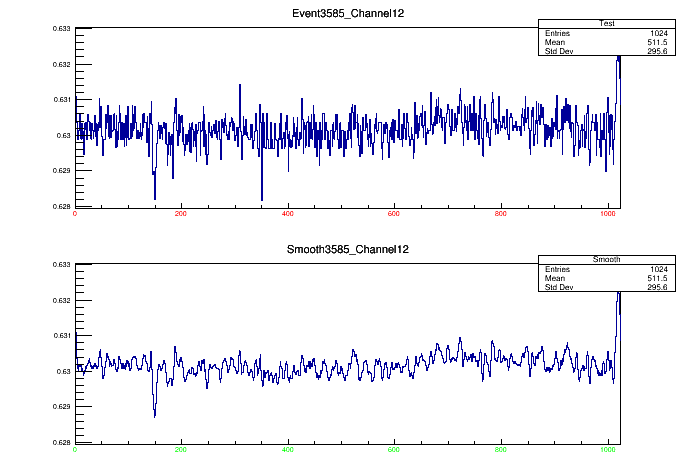 Event3585_Channel12
Test
Entries 1024
Mean 511.5
Std Dev 295.6
0.633
0.632
0.631
0.63
0.629
0.628
0 200 400 600 800 1000
Smooth3585_Channel12
Smooth
Entries 1024
Mean 511.5
Std Dev 295.6
0.633
0.632
0.631
0.63
0.629
0.628
0 200 400 600 800 1000